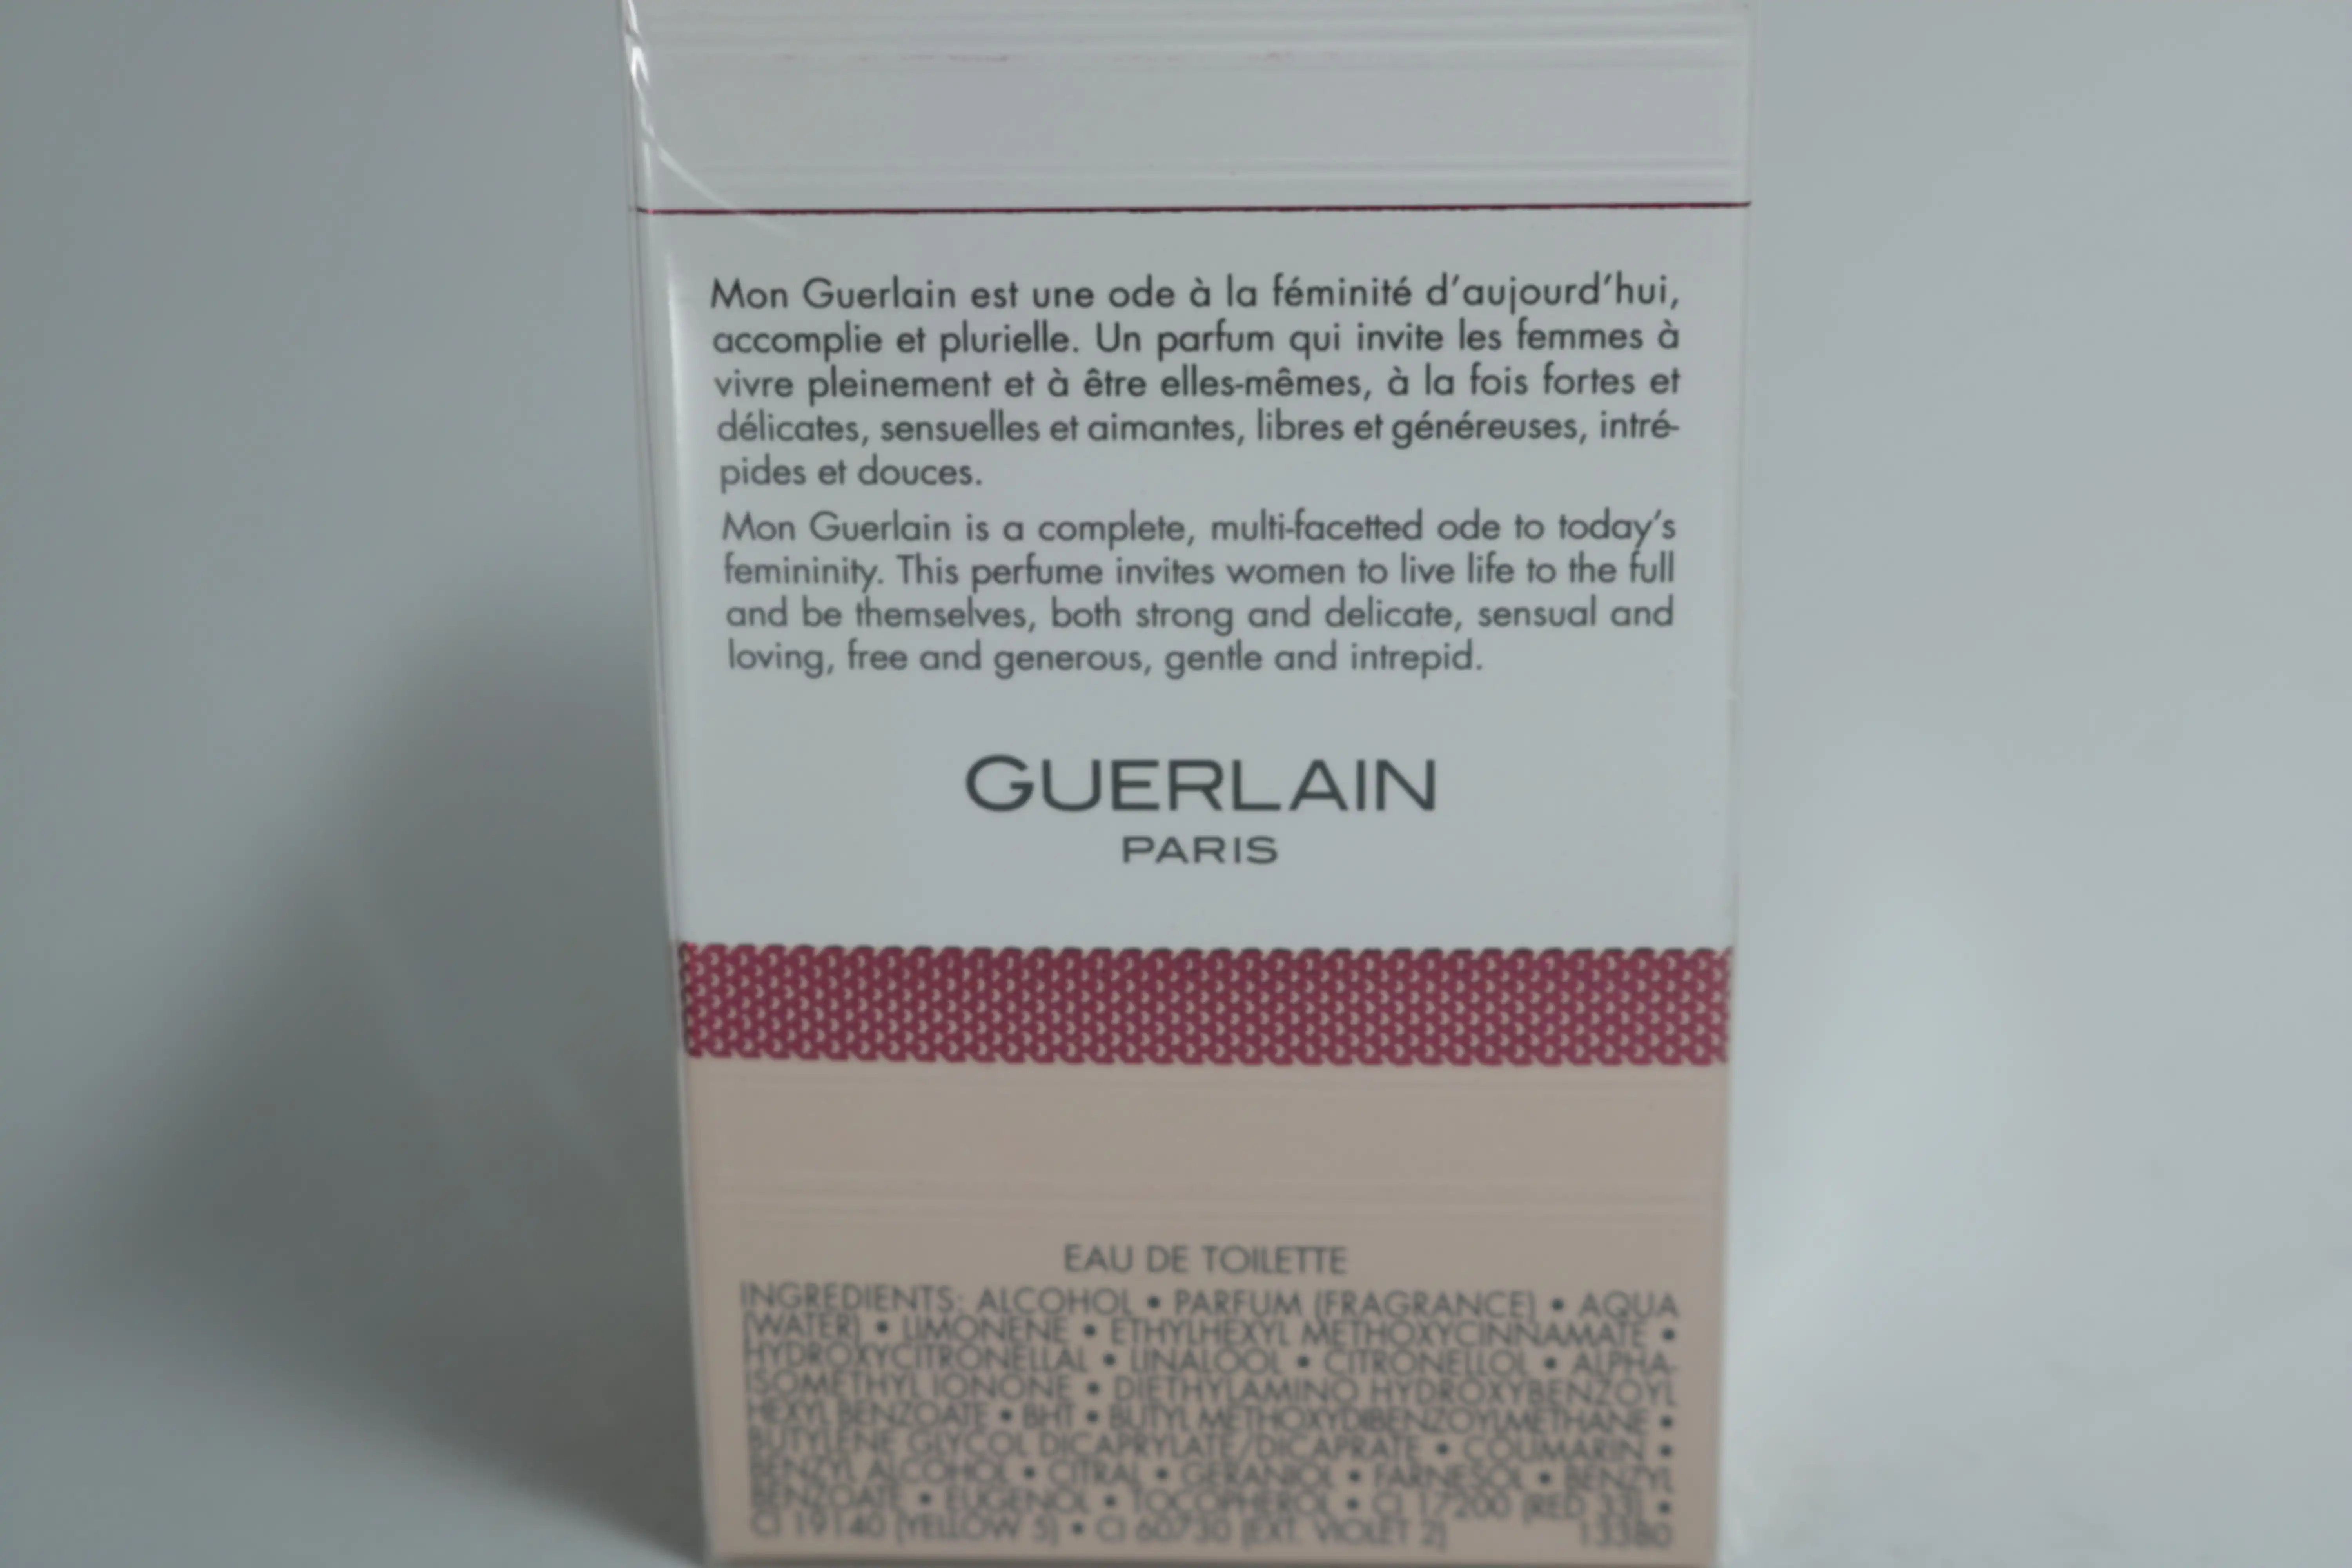 Mon Guerlain est une ode à la féminité d'aujourd'hui,
accomplie et plurielle. Un parfum qui invite les femmes à
vivre pleinement et à être elles-mêmes, à la fois fortes et
délicates, sensuelles et aimantes, libres et généreuses, intré-
pides et douces.
Mon Guerlain is a complete, multi-facetted ode to today's
femininity. This perfume invites women to live life to the full
and be themselves, both strong and delicate, sensual and
loving, free and generous, gentle and intrepid.
GUERLAIN
PARIS
EAU DE TOILETTE
INGREDIENTS: ALCOHOL • PARFUM (FRAGRANCE) • AQUA
(WATER) • LIMONENE • ETHYLHEXYL METHOXYCINNAMATE •
HYDROXYCITRONELLAL • LINALOOL • CITRONELLOL • ALPHA-
ISOMETHYL IONONE • DIETHYLAMINO HYDROXYBENZOYL
HEXYL BENZOATE • BHT • BUTYL METHOXYDIBENZOYLMETHANE •
BUTYLENE GLYCOL DICAPRYLATE/DICAPRATE • COUMARIN •
BENZYL ALCOHOL • CITRAL • GERANIOL • FARNESOL • BENZYL
BENZOATE • EUGENOL • TOCOPHEROL • CI 17200 (RED 33) •
CI 19140 (YELLOW 5) • CI 60730 (EXT. VIOLET 2) 13380